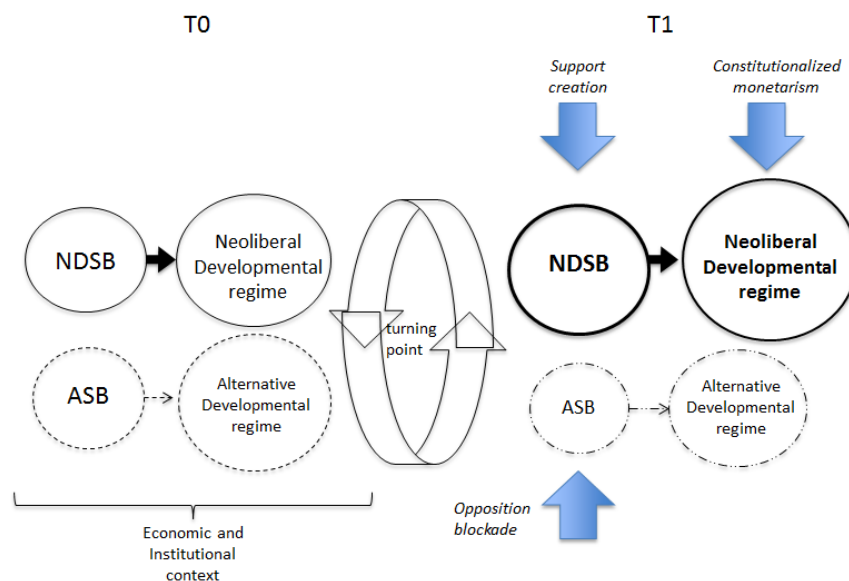 T0
T1
Support
creation
Constitutionalized
monetarism
NDSB
Neoliberal
Developmental
regime
NDSB
Neoliberal
Developmental
regime
turning
point
ASB
Alternative
Developmental
regime
ASB
Alternative
Developmental
regime
Economic and
Institutional
context
Opposition
blockade